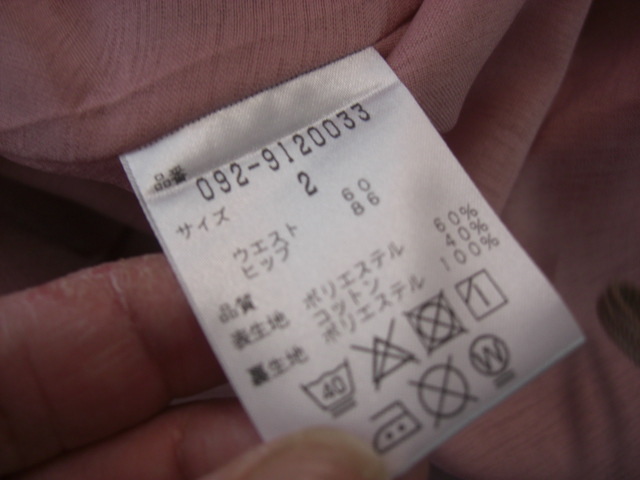 品番 092-9120033
サイズ 2
ウエスト 60
ヒップ 86
品質
表生地 ポリエステル 60%
コットン 40%
裏生地 ポリエステル 100%
40
W